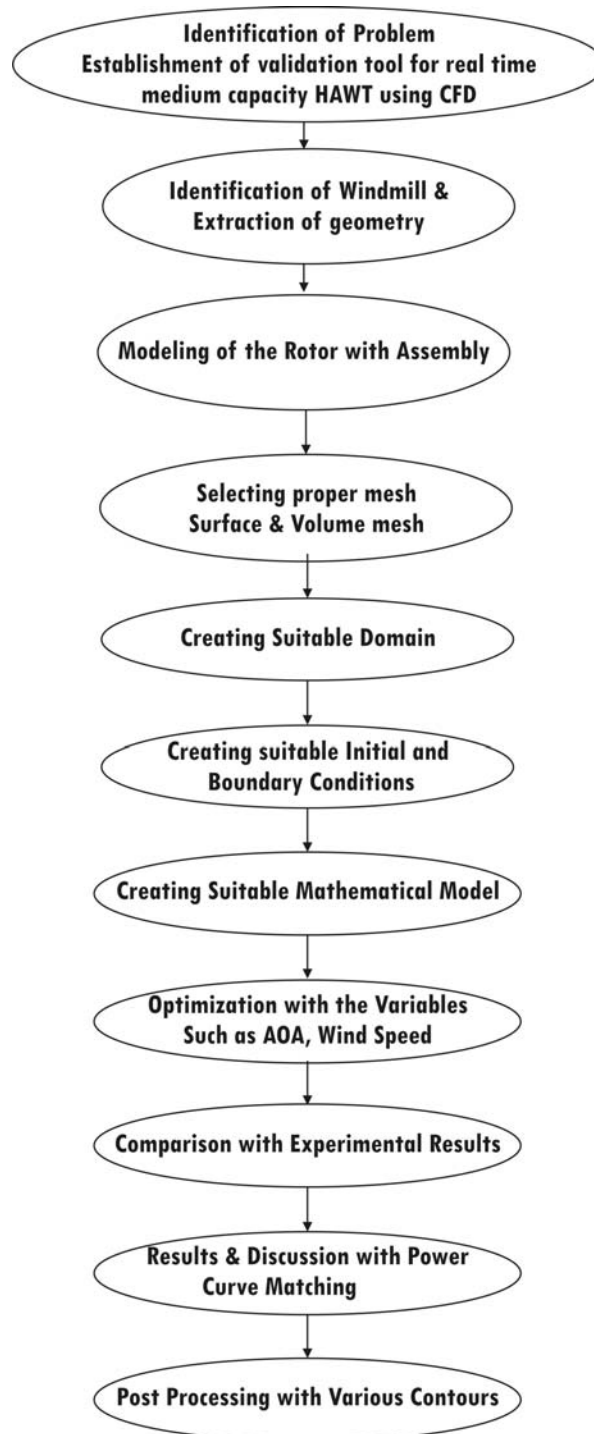 Identification of Problem
Establishment of validation tool for real time
medium capacity HAWT using CFD
Identification of Windmill &
Extraction of geometry
Modeling of the Rotor with Assembly
Selecting proper mesh
Surface & Volume mesh
Creating Suitable Domain
Creating suitable Initial and
Boundary Conditions
Creating Suitable Mathematical Model
Optimization with the Variables
Such as AOA, Wind Speed
Comparison with Experimental Results
Results & Discussion with Power
Curve Matching
Post Processing with Various Contours